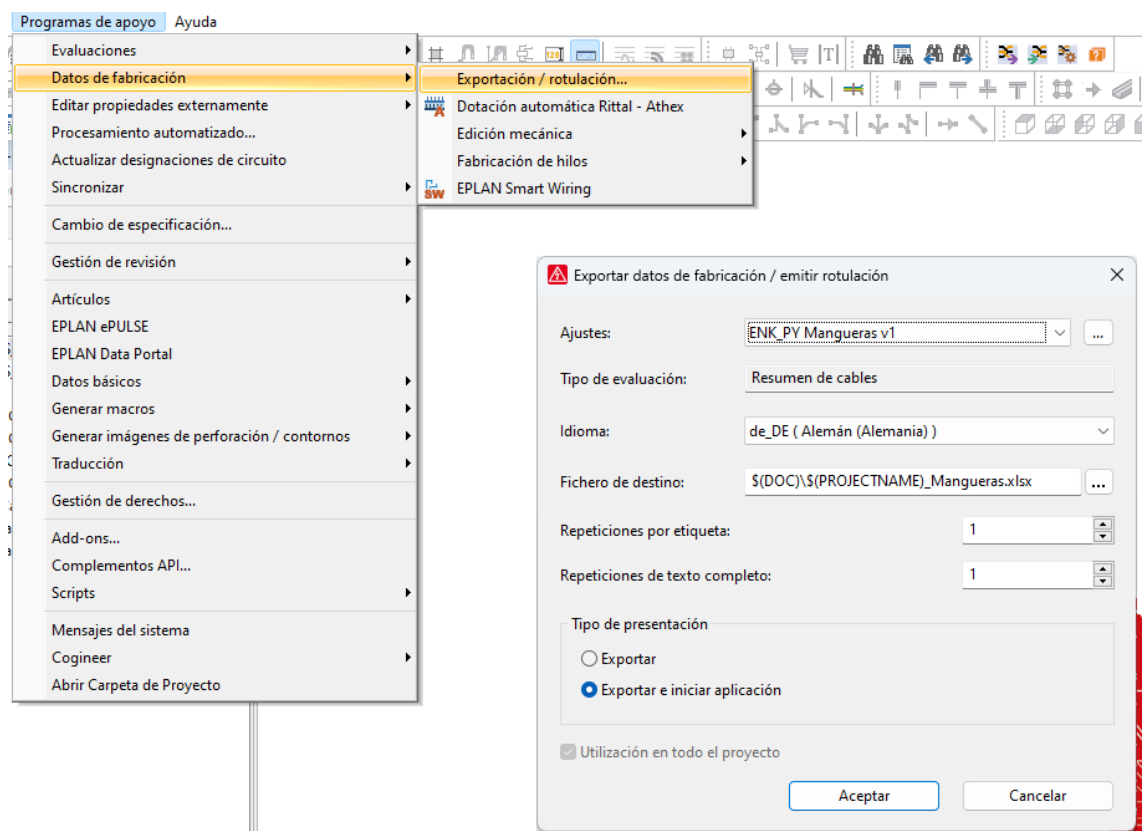 Programas de apoyo
Ayuda
Evaluaciones
Datos de fabricación
Editar propiedades externamente
Procesamiento automatizado...
Actualizar designaciones de circuito
Sincronizar
Cambio de especificación...
Gestión de revisión
Artículos
EPLAN ePULSE
EPLAN Data Portal
Datos básicos
Generar macros
Generar imágenes de perforación / contornos
Traducción
Gestión de derechos...
Add-ons...
Complementos API...
Scripts
Mensajes del sistema
Cogineer
Abrir Carpeta de Proyecto
Exportación / rotulación...
Dotación automática Rittal - Athex
Edición mecánica
Fabricación de hilos
SW EPLAN Smart Wiring
Exportar datos de fabricación / emitir rotulación
Ajustes: ENK_PY Mangueras v1 ...
Tipo de evaluación: Resumen de cables
Idioma: de_DE ( Alemán (Alemania) )
Fichero de destino: $(DOC)\$(PROJECTNAME)_Mangueras.xlsx ...
Repeticiones por etiqueta: 1
Repeticiones de texto completo: 1
Tipo de presentación
Exportar
Exportar e iniciar aplicación
Utilización en todo el proyecto
Aceptar Cancelar